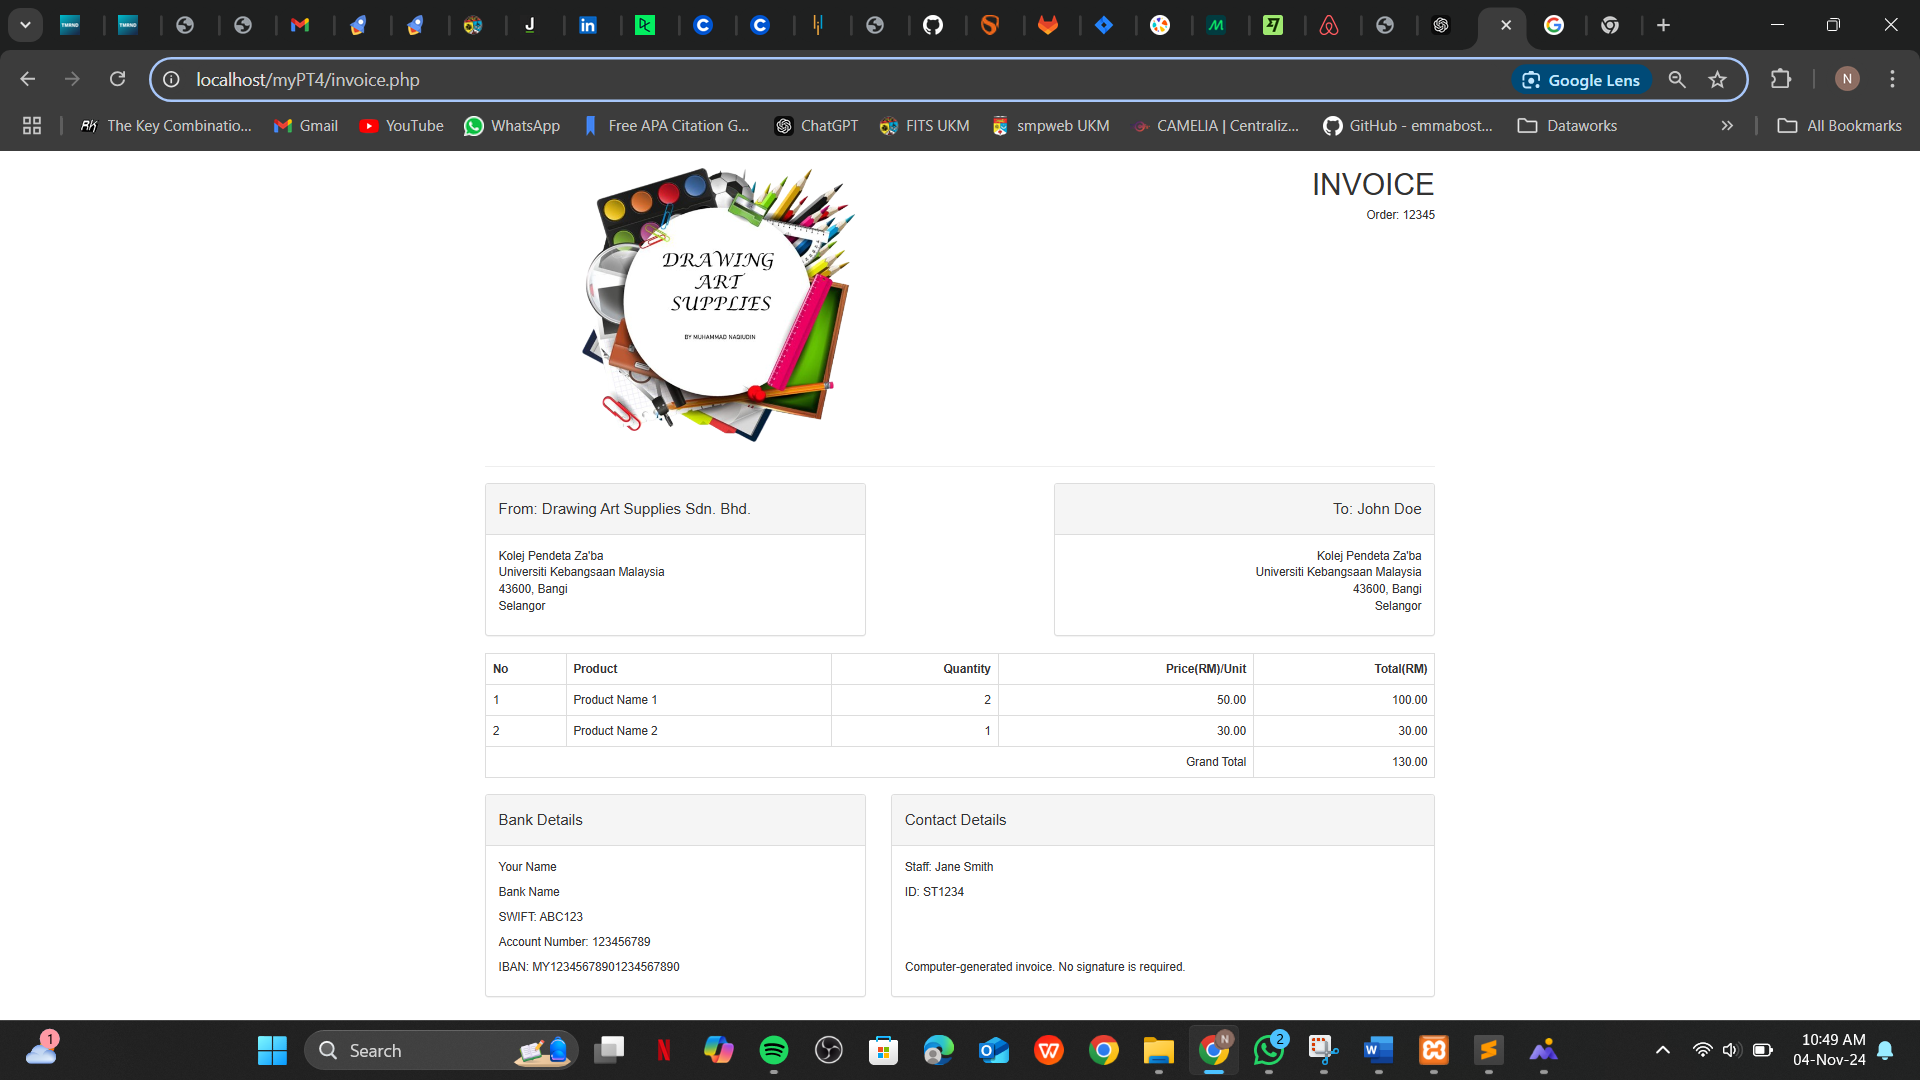 localhost/myPT4/invoice.php
Google Lens
N
The Key Combinatio...
Gmail
YouTube
WhatsApp
Free APA Citation G...
ChatGPT
FITS UKM
smpweb UKM
CAMELIA | Centraliz...
GitHub - emmabost...
Dataworks
All Bookmarks
DRAWING
ART
SUPPLIES
BY MUHAMMAD NAQIUDIN
INVOICE
Order: 12345
From: Drawing Art Supplies Sdn. Bhd.
Kolej Pendeta Za'ba
Universiti Kebangsaan Malaysia
43600, Bangi
Selangor
To: John Doe
Kolej Pendeta Za'ba
Universiti Kebangsaan Malaysia
43600, Bangi
Selangor
No Product Quantity Price(RM)/Unit Total(RM)
1 Product Name 1 2 50.00 100.00
2 Product Name 2 1 30.00 30.00
Grand Total 130.00
Bank Details
Your Name
Bank Name
SWIFT: ABC123
Account Number: 123456789
IBAN: MY12345678901234567890
Contact Details
Staff: Jane Smith
ID: ST1234
Computer-generated invoice. No signature is required.
1
Search
N
2
10:49 AM
04-Nov-24